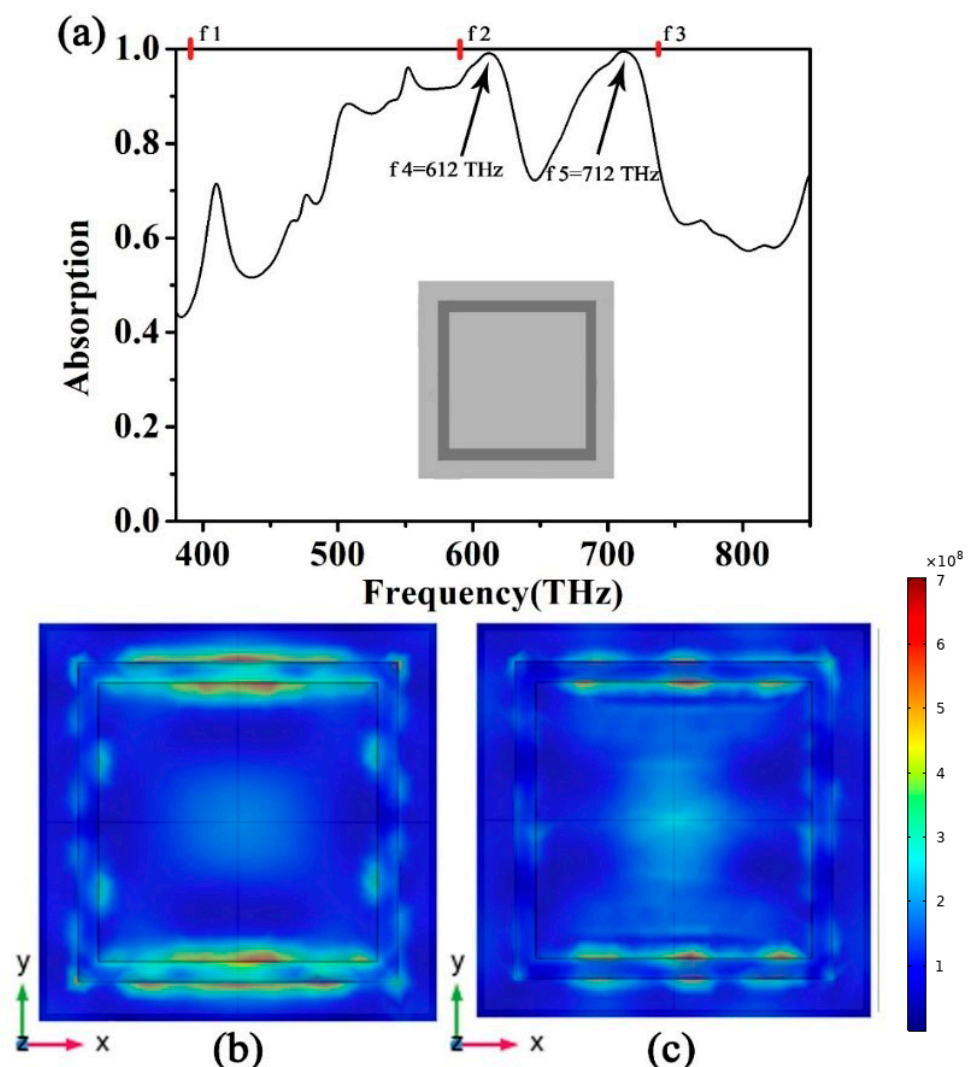 (a)
f 1
f 2
f 3
1.0
0.8
0.6
0.4
0.2
0.0
Absorption
f 4=612 THz
f 5=712 THz
400
500
600
700
800
Frequency(THz)
×10⁸
7
6
5
4
3
2
1
y
z
x
(b)
y
z
x
(c)